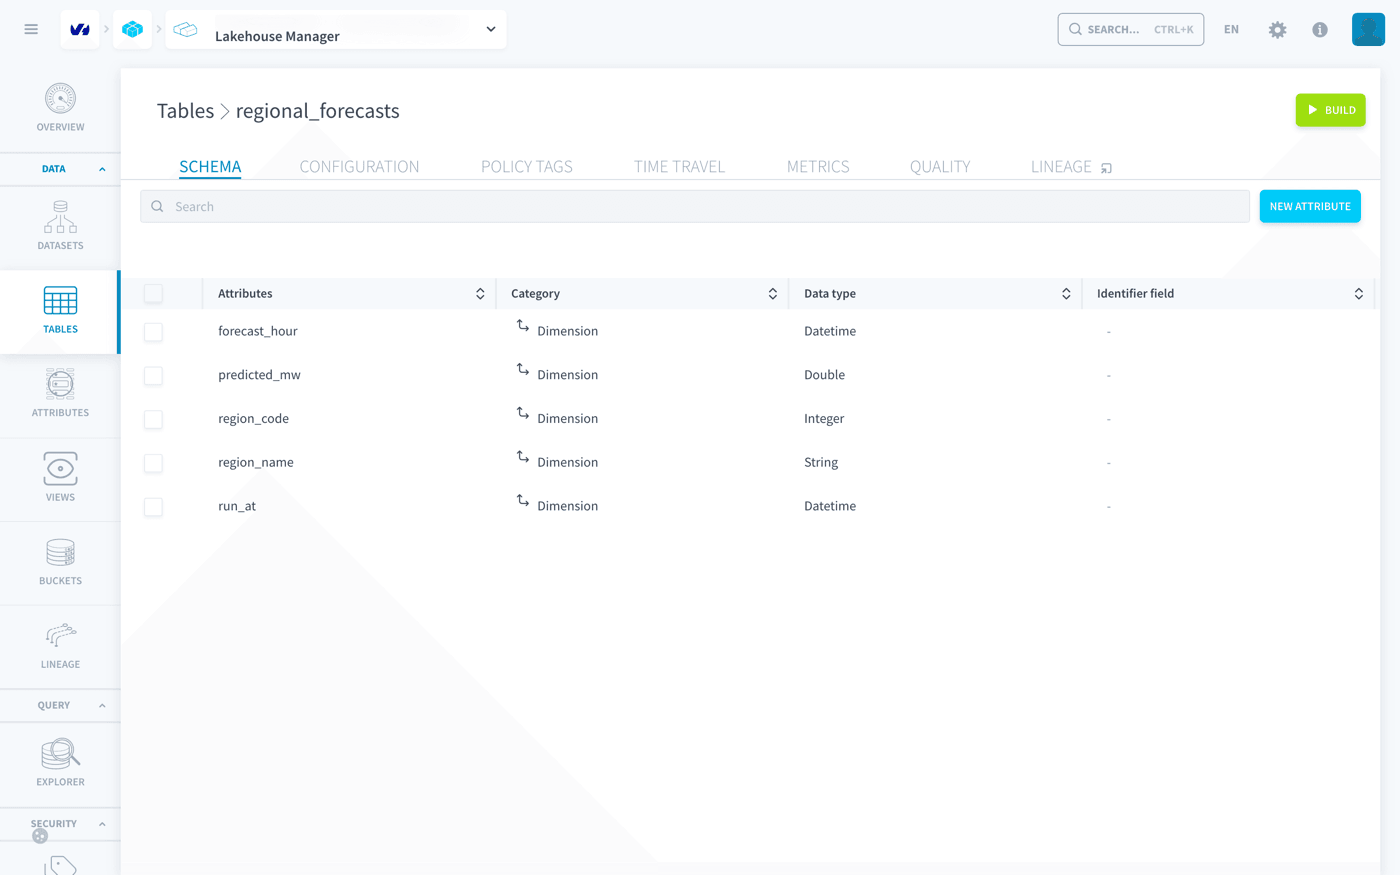 Lakehouse Manager
SEARCH... CTRL+K
EN
OVERVIEW
DATA
DATASETS
TABLES
ATTRIBUTES
VIEWS
BUCKETS
LINEAGE
QUERY
EXPLORER
SECURITY
Tables > regional_forecasts
BUILD
SCHEMA CONFIGURATION POLICY TAGS TIME TRAVEL METRICS QUALITY LINEAGE
Search
NEW ATTRIBUTE
Attributes Category Data type Identifier field
forecast_hour Dimension Datetime -
predicted_mw Dimension Double -
region_code Dimension Integer -
region_name Dimension String -
run_at Dimension Datetime -